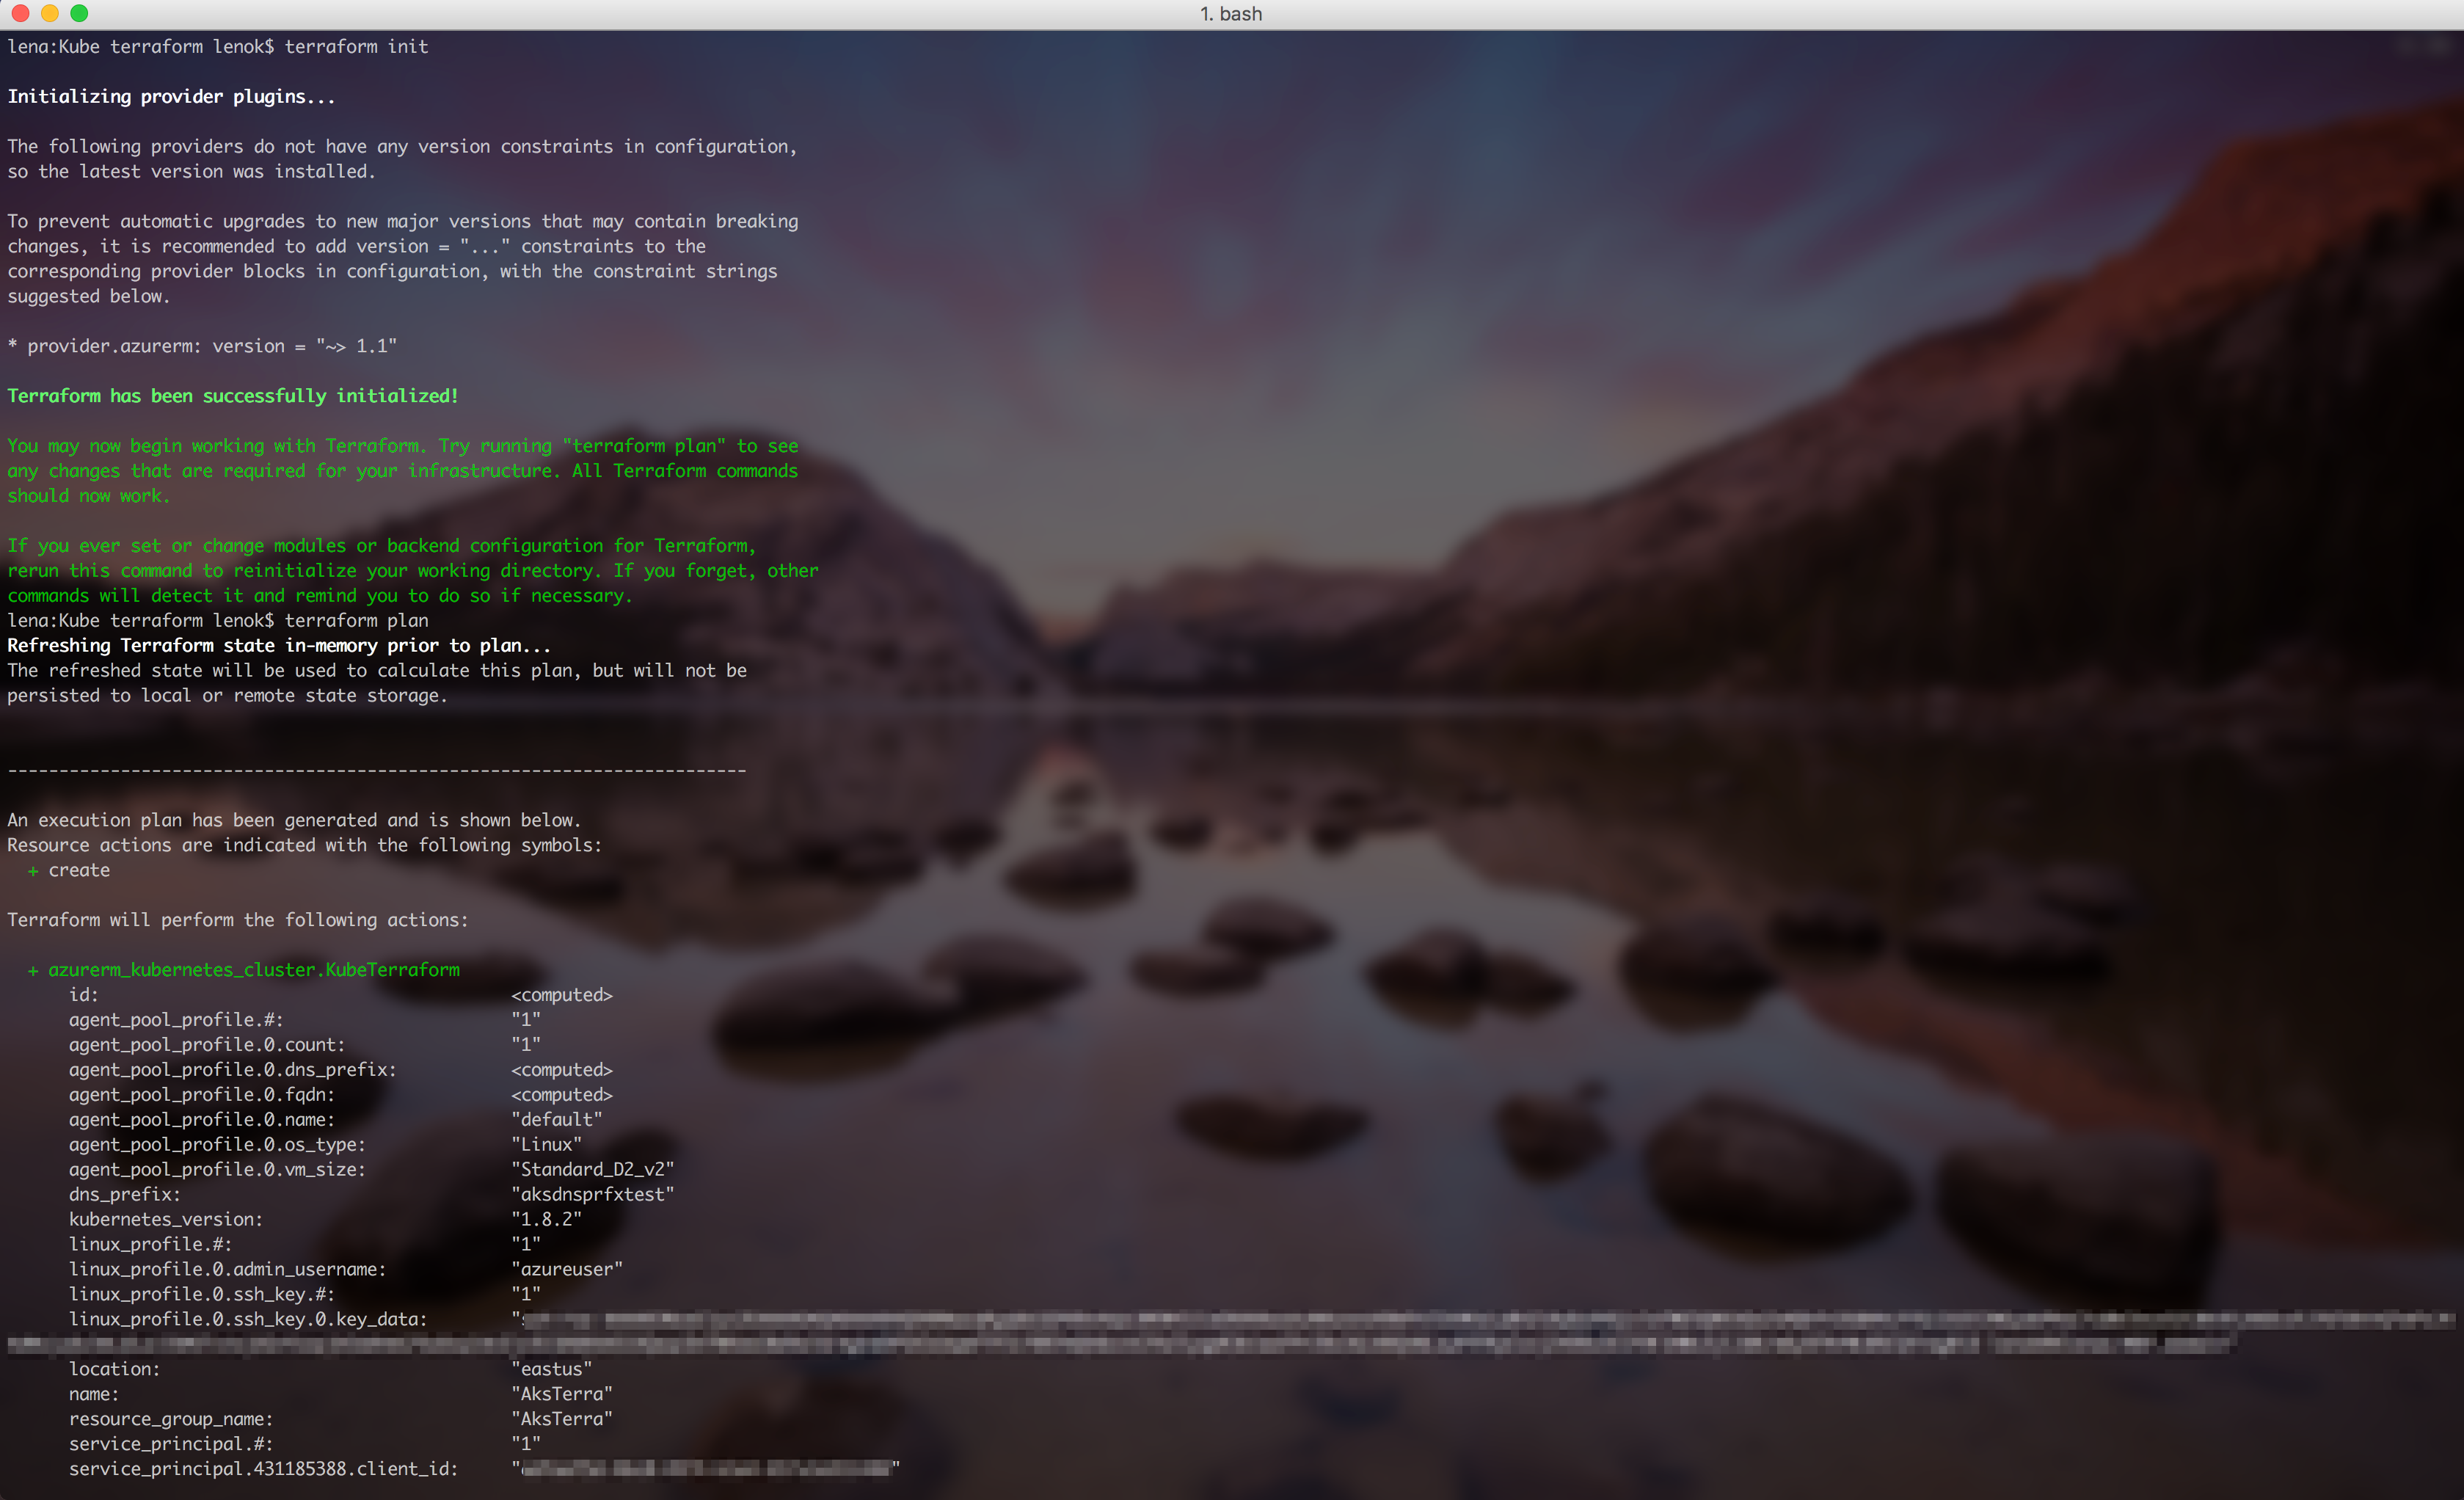 1. bash
lena:Kube terraform lenok$ terraform init
Initializing provider plugins...
The following providers do not have any version constraints in configuration,
so the latest version was installed.
To prevent automatic upgrades to new major versions that may contain breaking
changes, it is recommended to add version = "..." constraints to the
corresponding provider blocks in configuration, with the constraint strings
suggested below.
* provider.azurerm: version = "~> 1.1"
Terraform has been successfully initialized!
You may now begin working with Terraform. Try running "terraform plan" to see
any changes that are required for your infrastructure. All Terraform commands
should now work.
If you ever set or change modules or backend configuration for Terraform,
rerun this command to reinitialize your working directory. If you forget, other
commands will detect it and remind you to do so if necessary.
lena:Kube terraform lenok$ terraform plan
Refreshing Terraform state in-memory prior to plan...
The refreshed state will be used to calculate this plan, but will not be
persisted to local or remote state storage.
------------------------------------------------------------------------
An execution plan has been generated and is shown below.
Resource actions are indicated with the following symbols:
+ create
Terraform will perform the following actions:
+ azurerm_kubernetes_cluster.KubeTerraform
id: <computed>
agent_pool_profile.#: "1"
agent_pool_profile.0.count: "1"
agent_pool_profile.0.dns_prefix: <computed>
agent_pool_profile.0.fqdn: <computed>
agent_pool_profile.0.name: "default"
agent_pool_profile.0.os_type: "Linux"
agent_pool_profile.0.vm_size: "Standard_D2_v2"
dns_prefix: "aksdnsprfxtest"
kubernetes_version: "1.8.2"
linux_profile.#: "1"
linux_profile.0.admin_username: "azureuser"
linux_profile.0.ssh_key.#: "1"
linux_profile.0.ssh_key.0.key_data:
location: "eastus"
name: "AksTerra"
resource_group_name: "AksTerra"
service_principal.#: "1"
service_principal.431185388.client_id: